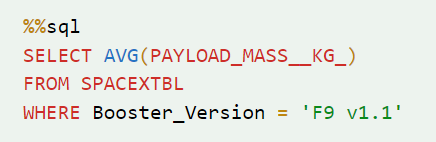 %%sql
SELECT AVG(PAYLOAD_MASS__KG_)
FROM SPACEXTBL
WHERE Booster_Version = 'F9 v1.1'